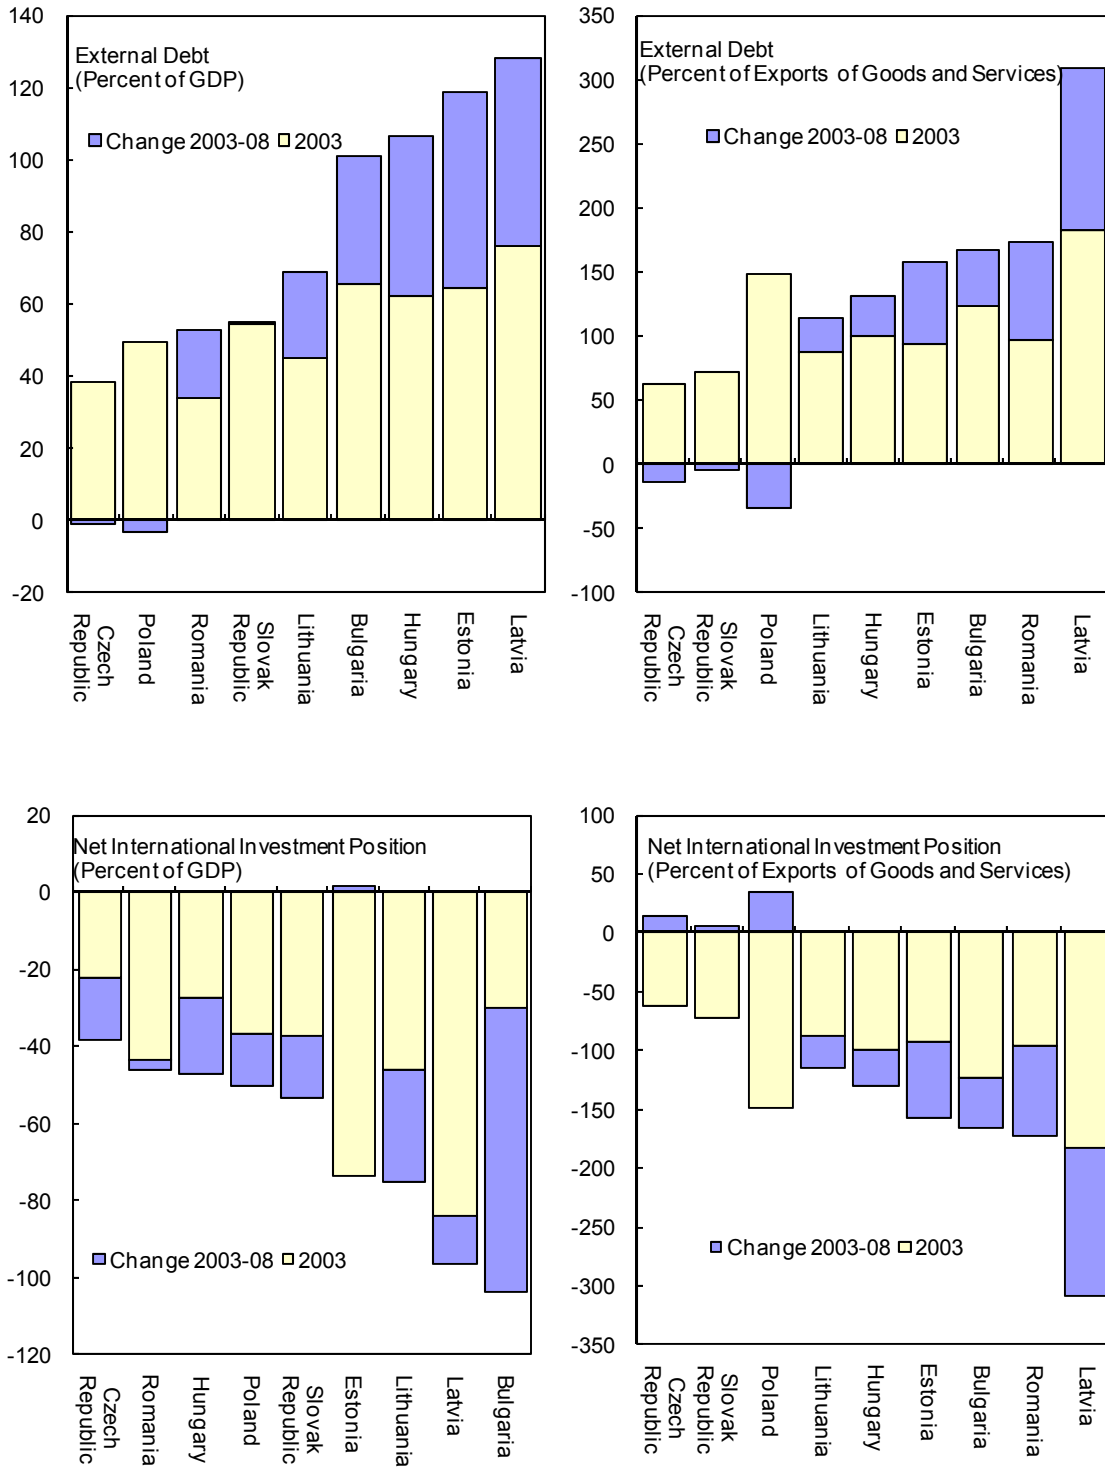 External Debt
(Percent of GDP)
Change 2003-08 2003
140
120
100
80
60
40
20
0
-20
Czech
Republic
Poland
Romania
Slovak
Republic
Lithuania
Bulgaria
Hungary
Estonia
Latvia
External Debt
(Percent of Exports of Goods and Services)
Change 2003-08 2003
350
300
250
200
150
100
50
0
-50
-100
Czech
Republic
Slovak
Republic
Poland
Lithuania
Hungary
Estonia
Bulgaria
Romania
Latvia
Net International Investment Position
(Percent of GDP)
20
0
-20
-40
-60
-80
-100
-120
Change 2003-08 2003
Czech
Republic
Romania
Hungary
Poland
Slovak
Republic
Estonia
Lithuania
Latvia
Bulgaria
Net International Investment Position
(Percent of Exports of Goods and Services)
100
50
0
-50
-100
-150
-200
-250
-300
-350
Change 2003-08 2003
Czech
Republic
Slovak
Republic
Poland
Lithuania
Hungary
Estonia
Bulgaria
Romania
Latvia